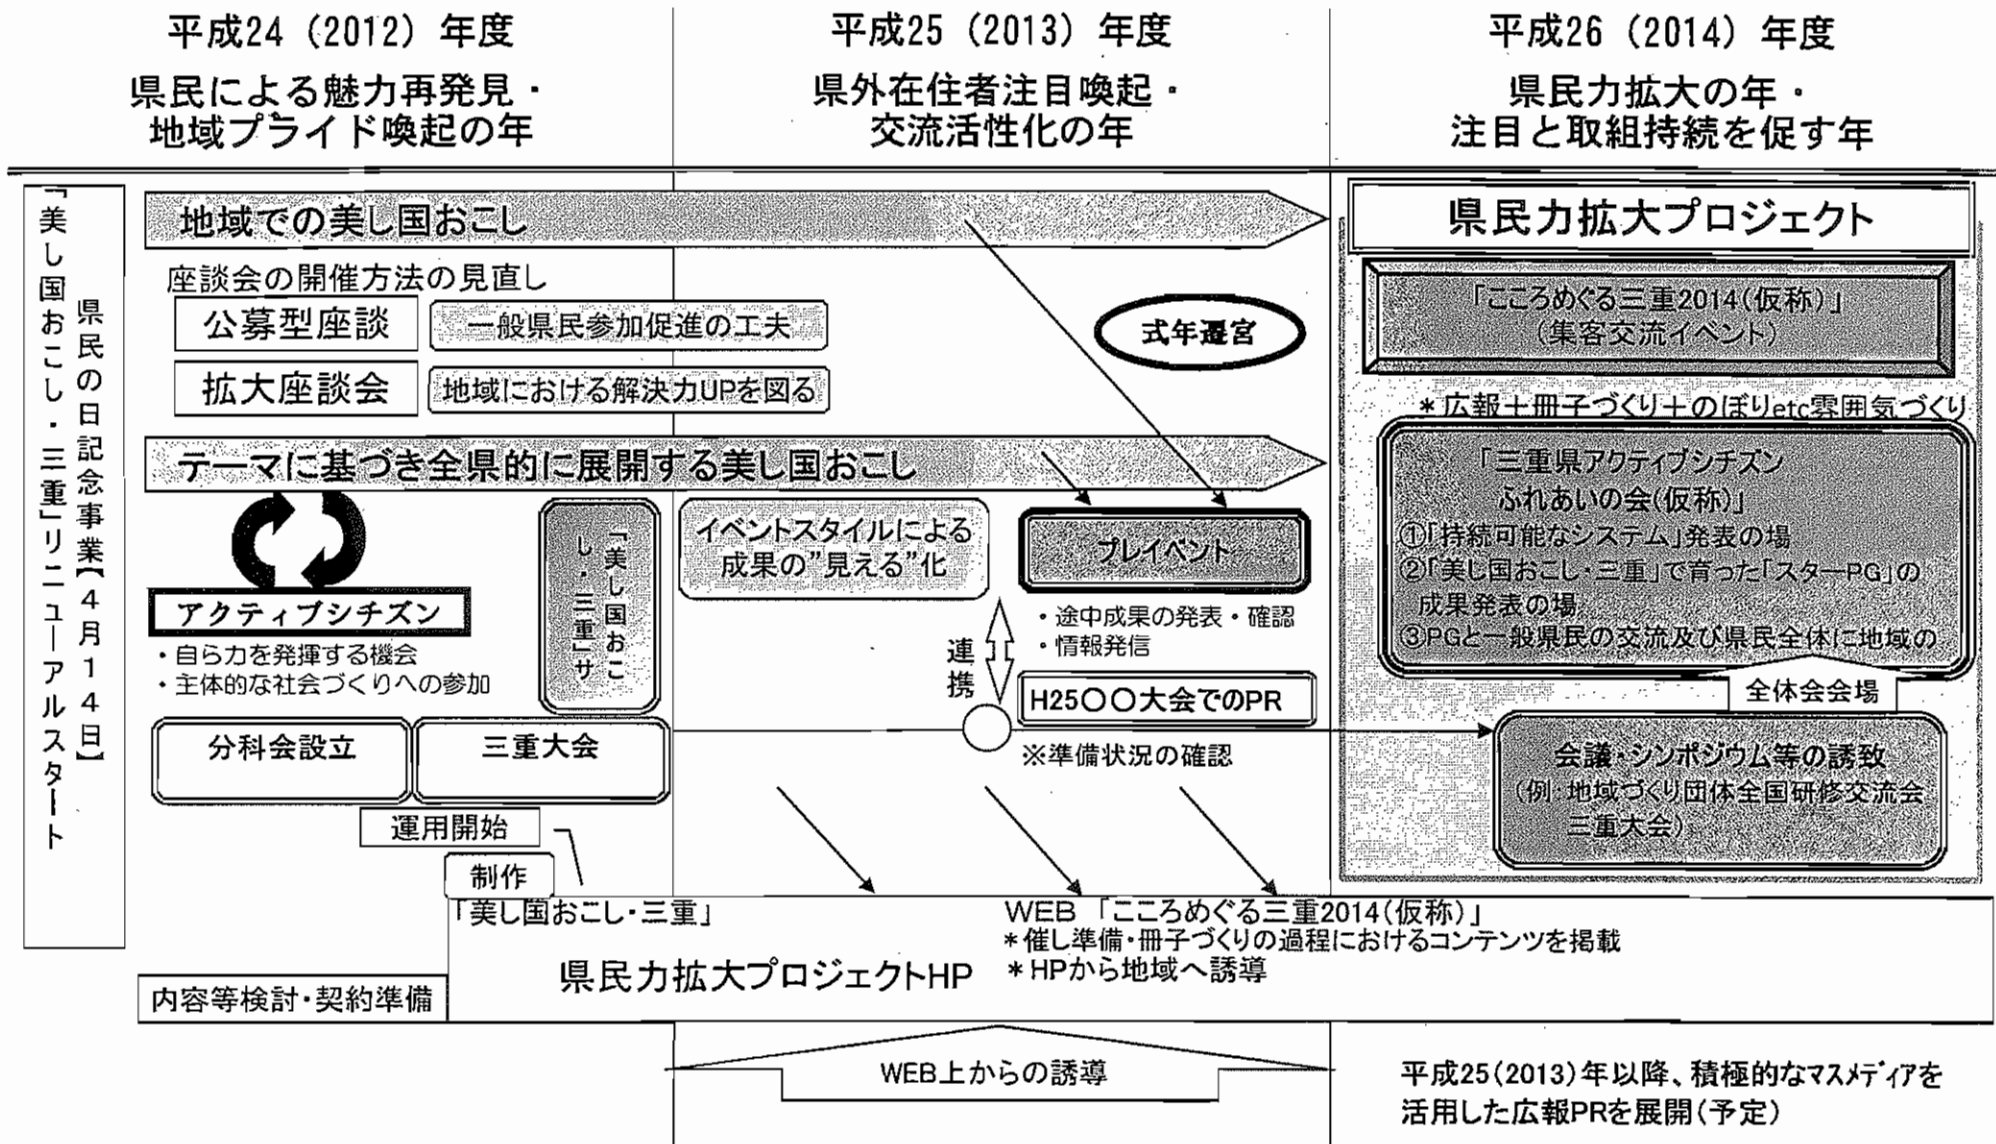 平成24（2012）年度
県民による魅力再発見・
地域プライド喚起の年
平成25（2013）年度
県外在住者注目喚起・
交流活性化の年
平成26（2014）年度
県民力拡大の年・
注目と取組持続を促す年
県民の日記念事業【4月14日】
「美し国おこし・三重」リニューアルスタート
地域での美し国おこし
座談会の開催方法の見直し
公募型座談
一般県民参加促進の工夫
拡大座談会
地域における解決力UPを図る
式年遷宮
テーマに基づき全県的に展開する美し国おこし
アクティブシチズン
・自ら力を発揮する機会
・主体的な社会づくりへの参加
「美し国おこ
し・三重」サ
イベントスタイルによる
成果の”見える”化
プレイベント
・途中成果の発表・確認
・情報発信
連携
H25〇〇大会でのPR
※準備状況の確認
分科会設立
三重大会
運用開始
制作
県民力拡大プロジェクト
「こころめぐる三重2014(仮称)」
(集客交流イベント)
＊広報＋冊子づくり＋のぼりetc雰囲気づくり
「三重県アクティブシチズン
ふれあいの会(仮称)」
①「持続可能なシステム」発表の場
②「美し国おこし・三重」で育った「スターPG」の
成果発表の場
③PGと一般県民の交流及び県民全体に地域の
全体会会場
会議・シンポジウム等の誘致
(例:地域づくり団体全国研修交流会
三重大会)
「美し国おこし・三重」
県民力拡大プロジェクトHP
WEB 「こころめぐる三重2014(仮称)」
＊催し準備・冊子づくりの過程におけるコンテンツを掲載
＊HPから地域へ誘導
内容等検討・契約準備
WEB上からの誘導
平成25(2013)年以降、積極的なマスメディアを
活用した広報PRを展開(予定)